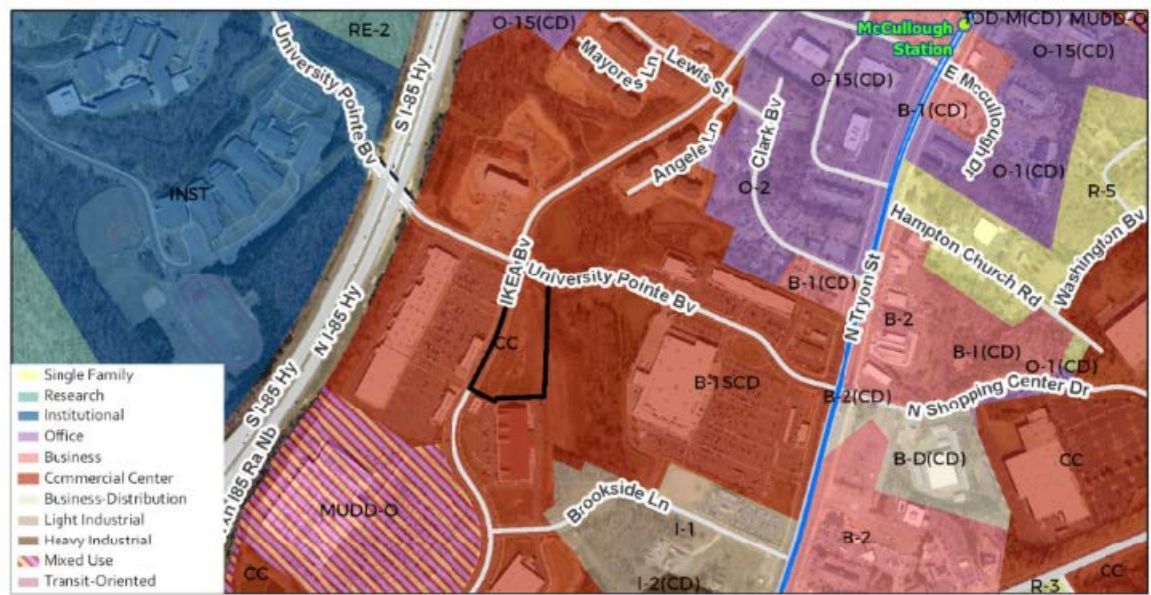 RE-2
O-15(CD)
TOD-M(CD)
MUDD-O
McCullough
Station
O-15(CD)
University Pointe Bv
S I-85 Hy
Mayores Ln
Lewis St
O-15(CD)
E McCullough Dr
B-1(CD)
Clark Bv
Angele Ln
O-1(CD)
R-5
INST
O-2
Hampton Church Rd
Washington Bv
IKEA Bv
University Pointe Bv
B-1(CD)
N Tryon St
N I-85 Hy
B-2
CC
B-1(CD)
O-1(CD)
S I-85 Hy
B-1SCD
B-2(CD)
N Shopping Center Dr
Single Family
Research
Institutional
Office
Business
Commercial Center
Business-Distribution
Light Industrial
Heavy Industrial
Mixed Use
Transit-Oriented
I85 Ra Nb
B-D(CD)
CC
MUDD-O
Brookside Ln
I-1
B-2
CC
I-2(CD)
R-3
CC